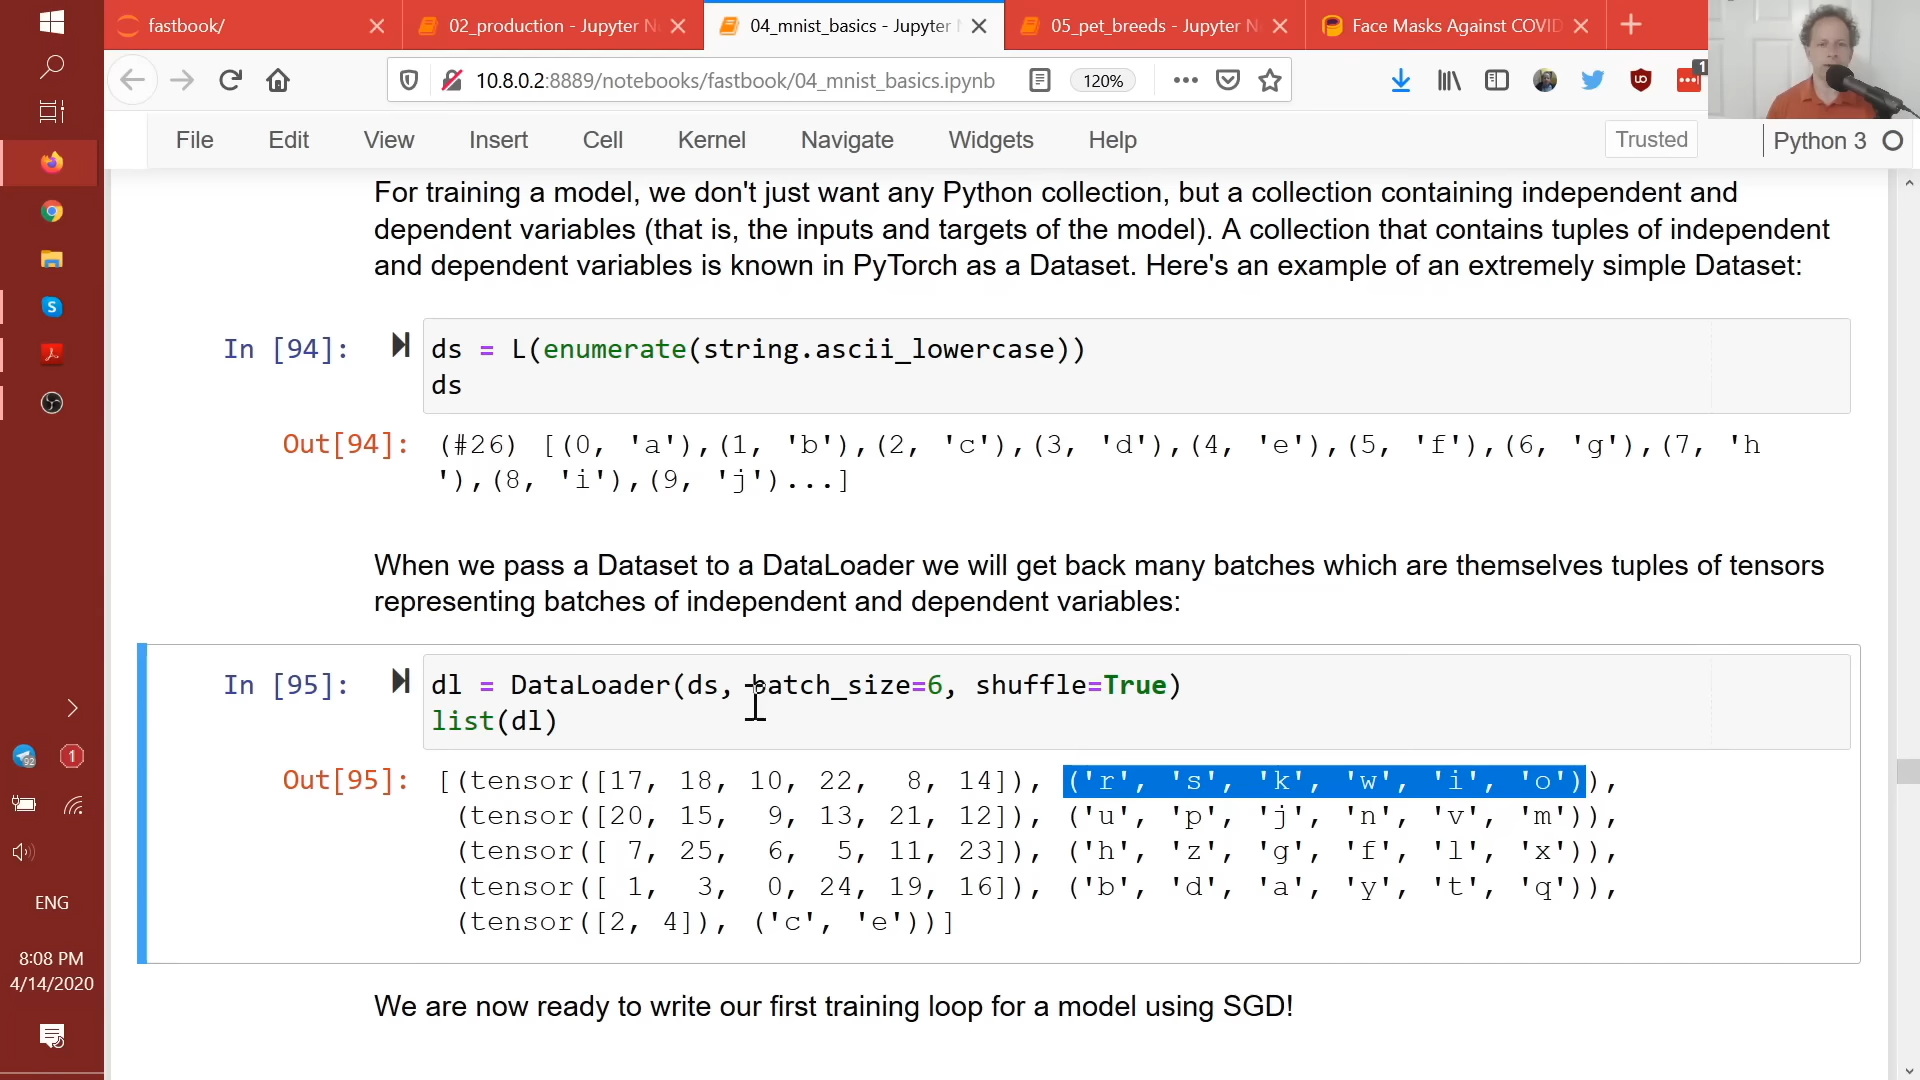 fastbook/
02_production - Jupyter N
04_mnist_basics - Jupyter
05_pet_breeds - Jupyter N
Face Masks Against COVID
10.8.0.2:8889/notebooks/fastbook/04_mnist_basics.ipynb
120%
1
File Edit View Insert Cell Kernel Navigate Widgets Help
Trusted
Python 3
For training a model, we don't just want any Python collection, but a collection containing independent and
dependent variables (that is, the inputs and targets of the model). A collection that contains tuples of independent
and dependent variables is known in PyTorch as a Dataset. Here's an example of an extremely simple Dataset:
In [94]: ds = L(enumerate(string.ascii_lowercase))
ds
Out[94]: (#26) [(0, 'a'),(1, 'b'),(2, 'c'),(3, 'd'),(4, 'e'),(5, 'f'),(6, 'g'),(7, 'h
'),(8, 'i'),(9, 'j')...]
When we pass a Dataset to a DataLoader we will get back many batches which are themselves tuples of tensors
representing batches of independent and dependent variables:
In [95]: dl = DataLoader(ds, batch_size=6, shuffle=True)
list(dl)
Out[95]: [(tensor([17, 18, 10, 22,  8, 14]), ('r', 's', 'k', 'w', 'i', 'o')),
(tensor([20, 15,  9, 13, 21, 12]), ('u', 'p', 'j', 'n', 'v', 'm')),
(tensor([ 7, 25,  6,  5, 11, 23]), ('h', 'z', 'g', 'f', 'l', 'x')),
(tensor([ 1,  3,  0, 24, 19, 16]), ('b', 'd', 'a', 'y', 't', 'q')),
(tensor([2, 4]), ('c', 'e'))]
We are now ready to write our first training loop for a model using SGD!
92
1
ENG
8:08 PM
4/14/2020